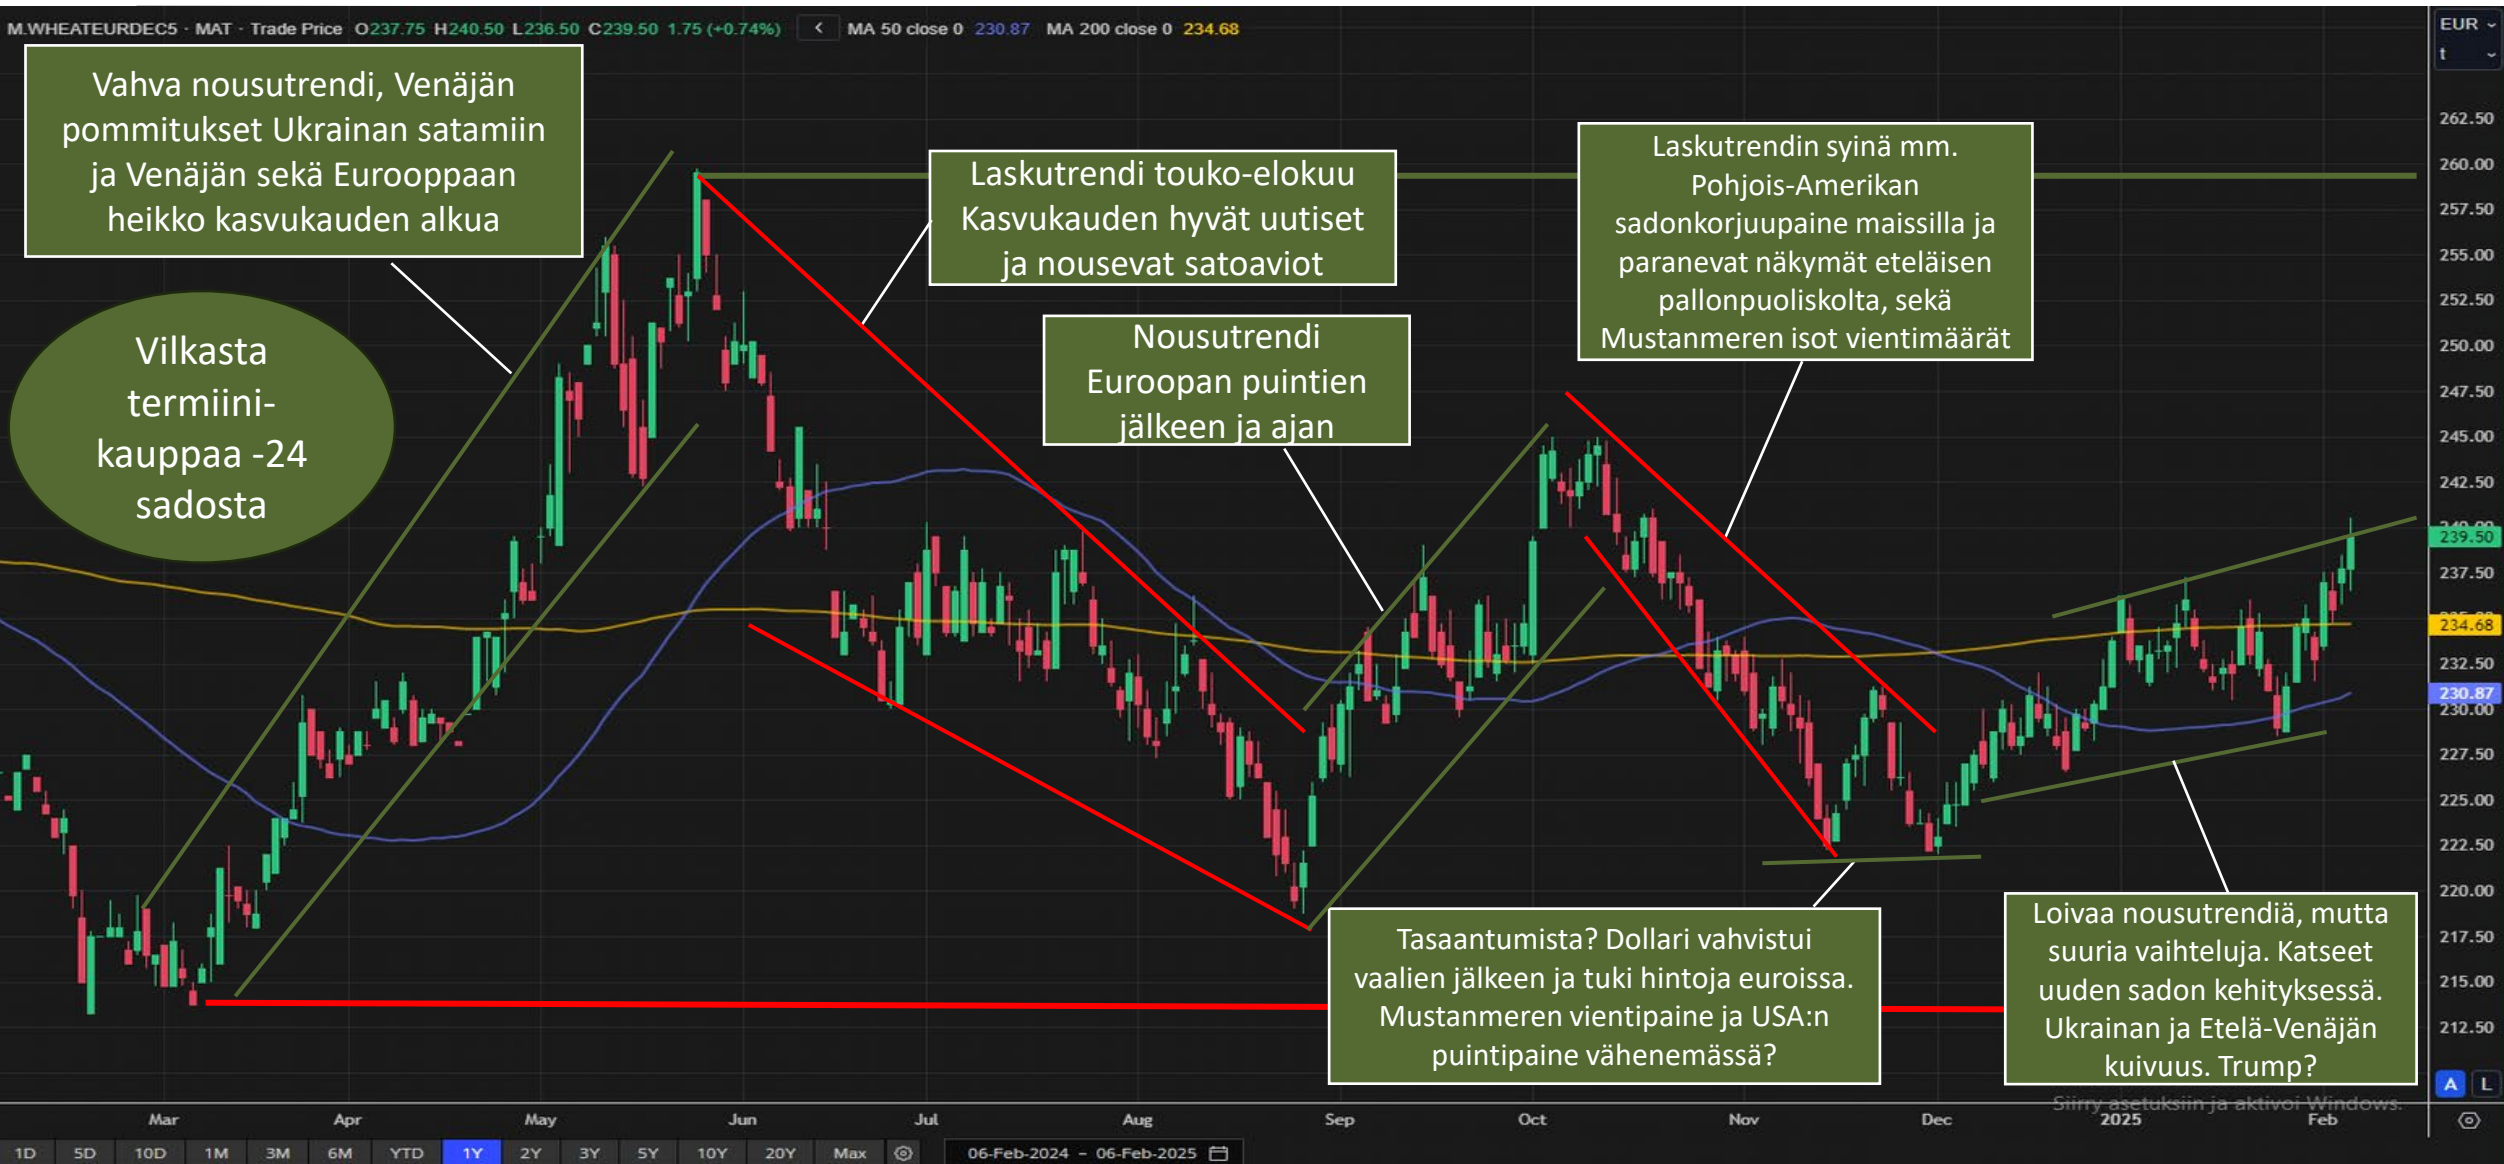 M.WHEATEURDEC5 · MAT · Trade Price O237.75 H240.50 L236.50 C239.50 1.75 (+0.74%) < MA 50 close 0 230.87 MA 200 close 0 234.68
EUR
t
Vahva nousutrendi, Venäjän
pommitukset Ukrainan satamiin
ja Venäjän sekä Eurooppaan
heikko kasvukauden alkua
Vilkasta
termiini-
kauppaa -24
sadosta
Laskutrendi touko-elokuu
Kasvukauden hyvät uutiset
ja nousevat satoaviot
Nousutrendi
Euroopan puintien
jälkeen ja ajan
Laskutrendin syinä mm.
Pohjois-Amerikan
sadonkorjuupaine maissilla ja
paranevat näkymät eteläisen
pallonpuoliskolta, sekä
Mustanmeren isot vientimäärät
Tasaantumista? Dollari vahvistui
vaalien jälkeen ja tuki hintoja euroissa.
Mustanmeren vientipaine ja USA:n
puintipaine vähenemässä?
Loivaa nousutrendiä, mutta
suuria vaihteluja. Katseet
uuden sadon kehityksessä.
Ukrainan ja Etelä-Venäjän
kuivuus. Trump?
262.50
260.00
257.50
255.00
252.50
250.00
247.50
245.00
242.50
240.00
239.50
237.50
235.00
234.68
232.50
230.87
230.00
227.50
225.00
222.50
220.00
217.50
215.00
212.50
A L
Siirry asetuksiin ja aktivoi Windows.
Mar Apr May Jun Jul Aug Sep Oct Nov Dec 2025 Feb
1D 5D 10D 1M 3M 6M YTD 1Y 2Y 3Y 5Y 10Y 20Y Max 06-Feb-2024 - 06-Feb-2025